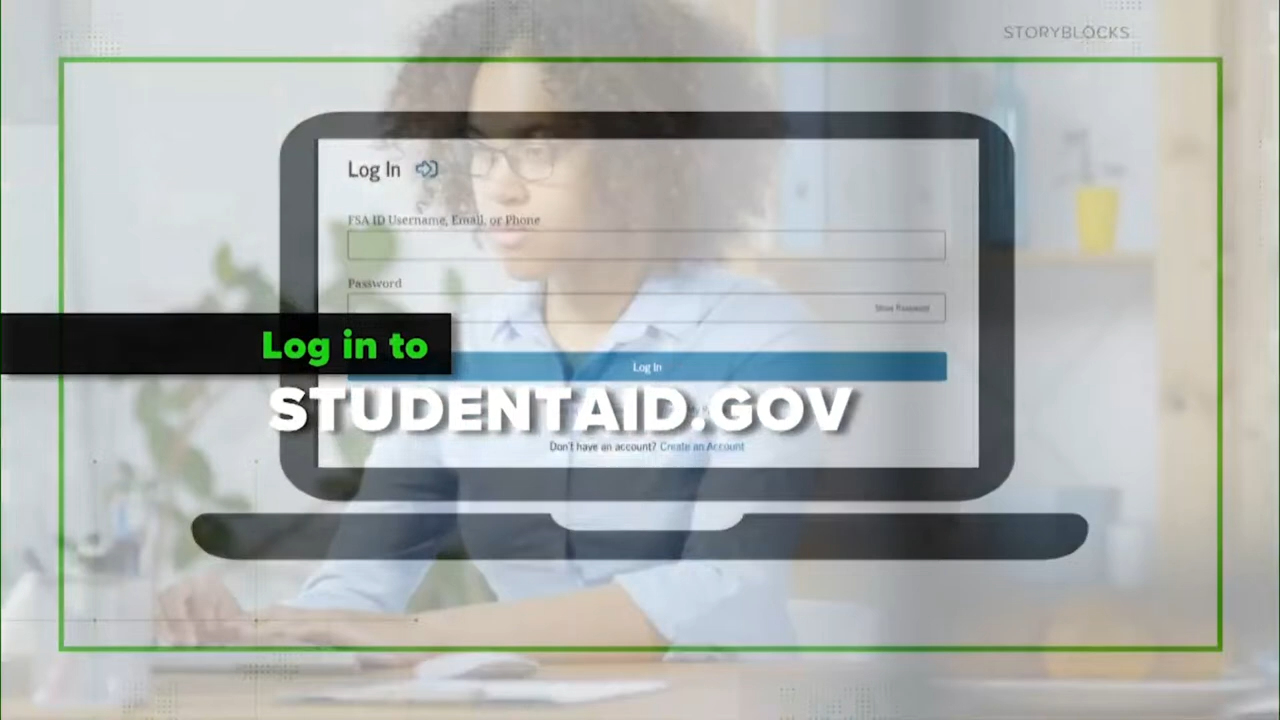 STORYBLOCKS
Log In
FSA ID Username, Email, or Phone
Password
Show Password
Log in to
Log In
STUDENTAID.GOV
Don't have an account? Create an Account